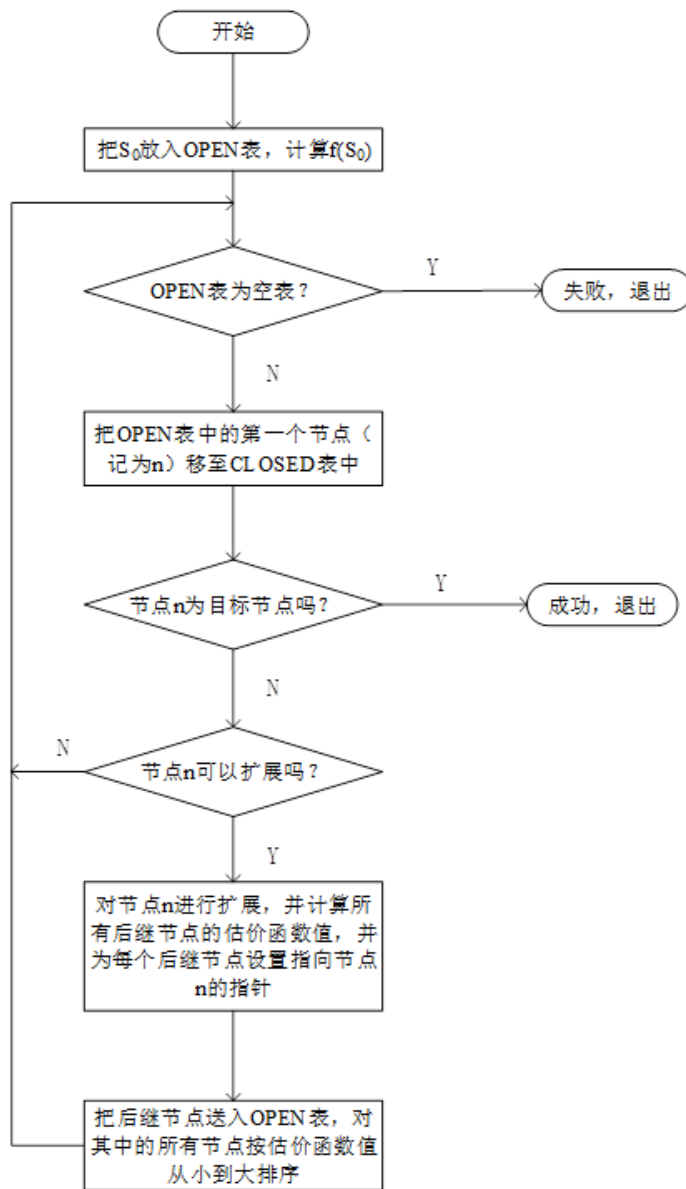 开始
把S₀放入OPEN表，计算f(S₀)
OPEN表为空表？
Y
失败，退出
N
把OPEN表中的第一个节点（
记为n）移至CLOSED表中
节点n为目标节点吗？
Y
成功，退出
N
节点n可以扩展吗？
N
Y
对节点n进行扩展，并计算所
有后继节点的估价函数值，并
为每个后继节点设置指向节点
n的指针
把后继节点送入OPEN表，对
其中的所有节点按估价函数值
从小到大排序